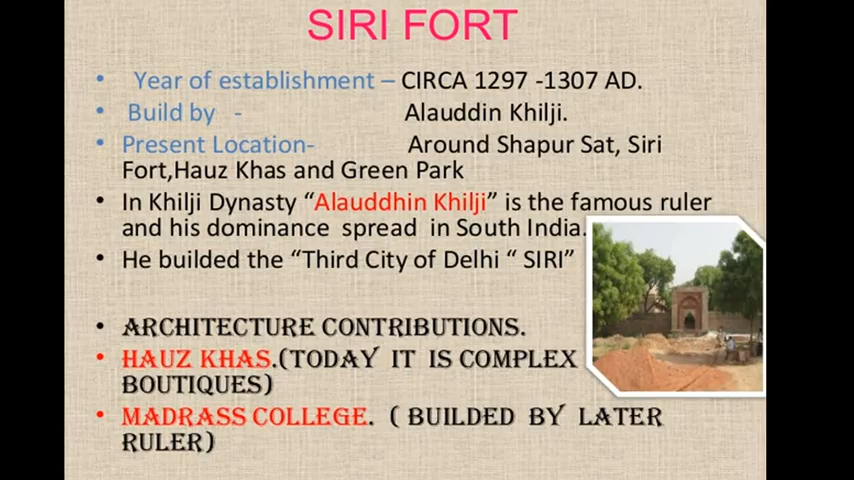 SIRI FORT
• Year of establishment – CIRCA 1297 -1307 AD.
• Build by - Alauddin Khilji.
• Present Location- Around Shapur Sat, Siri
Fort,Hauz Khas and Green Park
• In Khilji Dynasty “Alauddhin Khilji” is the famous ruler
and his dominance spread in South India.
• He builded the “Third City of Delhi “ SIRI”
• ARCHITECTURE CONTRIBUTIONS.
• HAUZ KHAS.(TODAY IT IS COMPLEX
BOUTIQUES)
• MADRASS COLLEGE. ( BUILDED BY LATER
RULER)